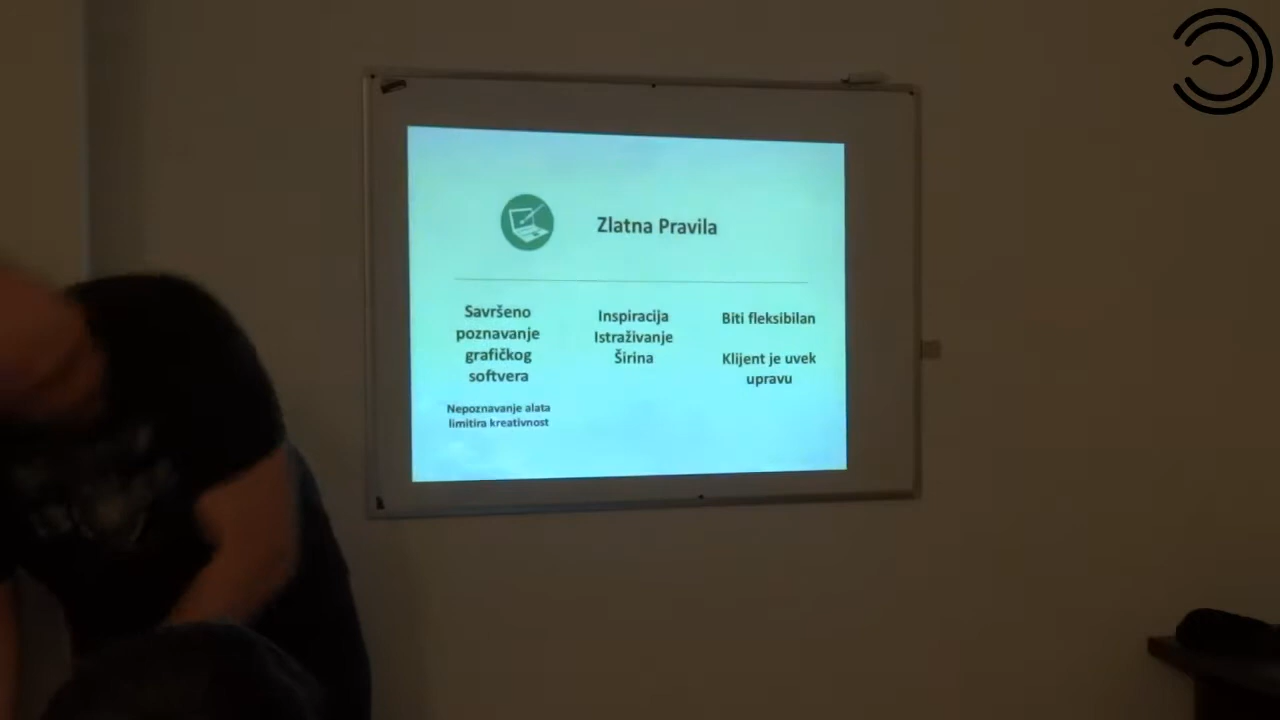 Zlatna Pravila
Savršeno
poznavanje
grafičkog
softvera
Nepoznavanje alata
limitira kreativnost
Inspiracija
Istraživanje
Širina
Biti fleksibilan
Klijent je uvek
upravu